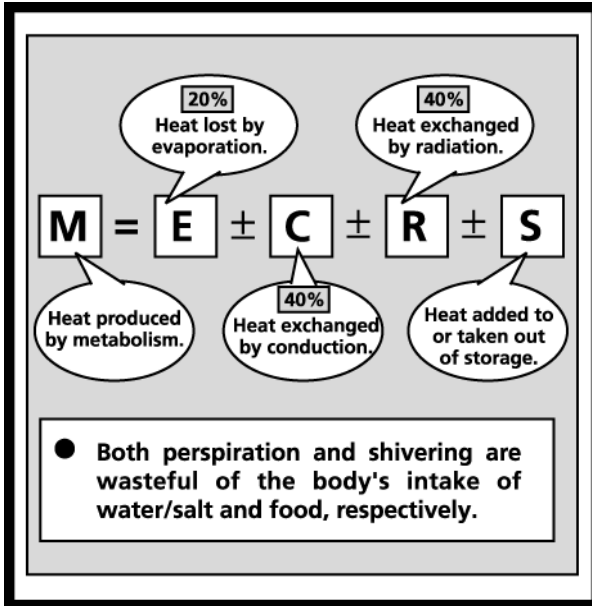 20%
Heat lost by
evaporation.
40%
Heat exchanged
by radiation.
M = E ± C ± R ± S
Heat produced
by metabolism.
40%
Heat exchanged
by conduction.
Heat added to
or taken out
of storage.
● Both perspiration and shivering are
wasteful of the body's intake of
water/salt and food, respectively.